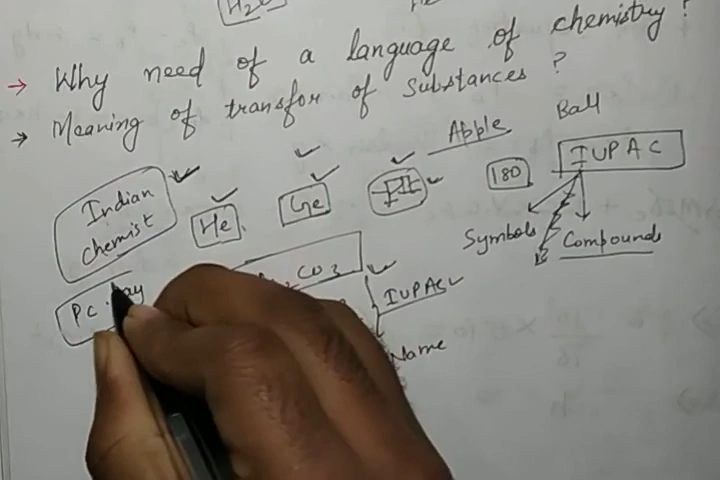 H2O
→ Why need of a language of chemistry?
→ Meaning of transfor of Substances ?
Apple
Ball
Indian
chemist
He
Ge
180
IUPAC
Symbols
Compounds
CO3
IUPAC
Name
PC. Ray